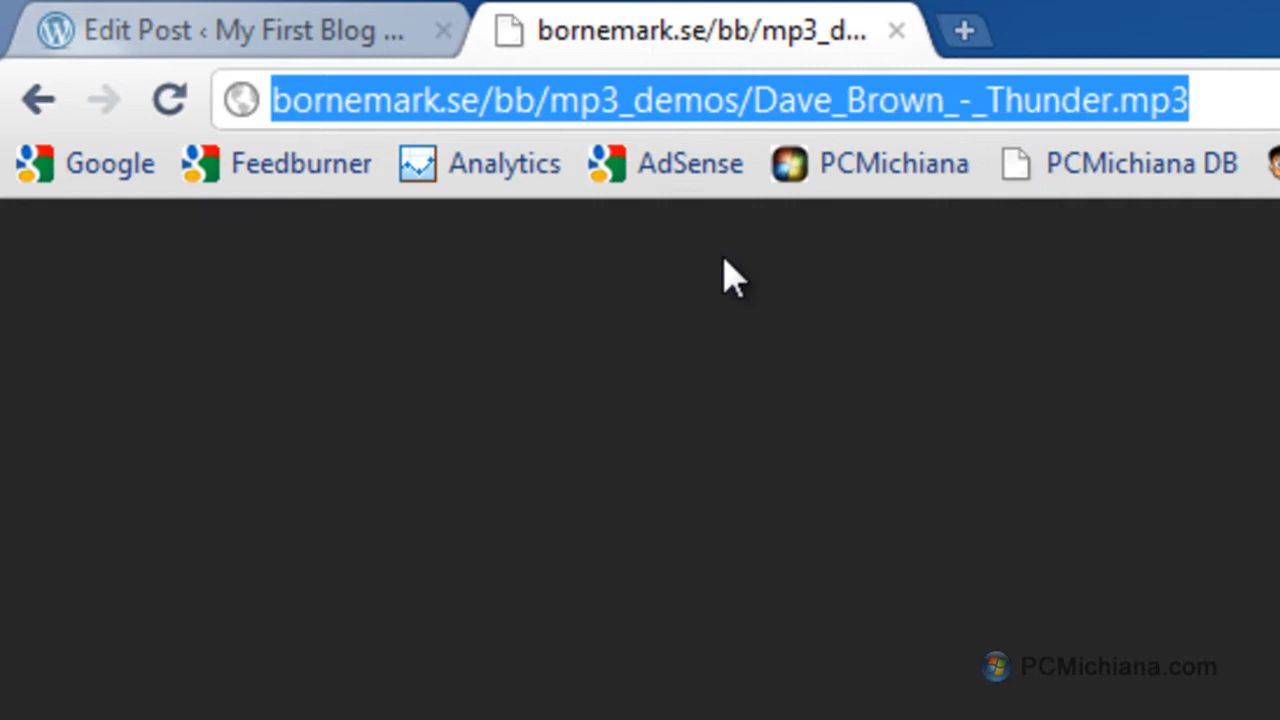 Edit Post ‹ My First Blog ...
bornemark.se/bb/mp3_d...
bornemark.se/bb/mp3_demos/Dave_Brown_-_Thunder.mp3
Google Feedburner Analytics AdSense PCMichiana PCMichiana DB
PCMichiana.com